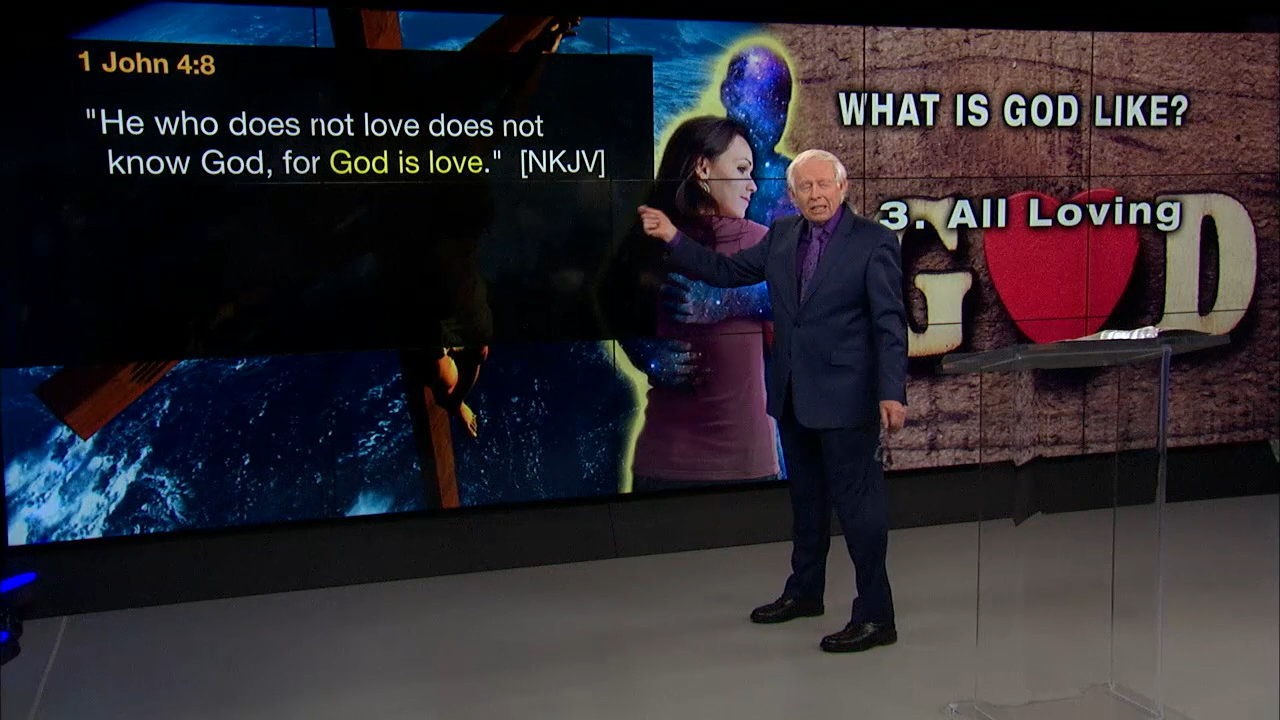 1 John 4:8
"He who does not love does not
know God, for God is love." [NKJV]
WHAT IS GOD LIKE?
3. All Loving
G D